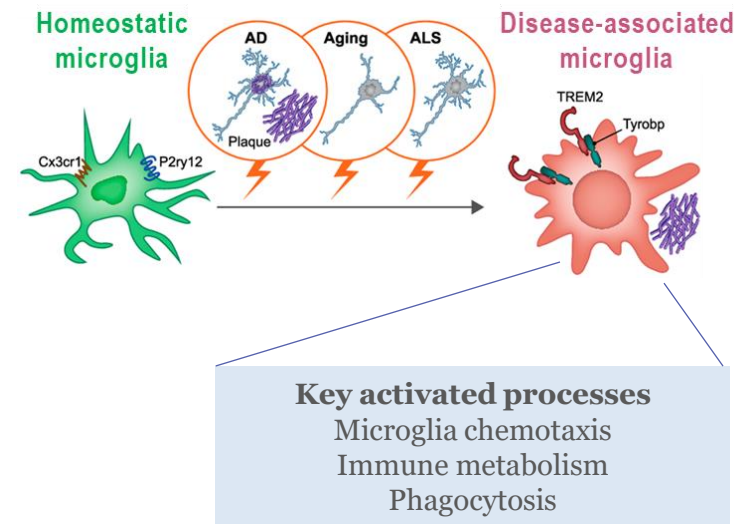 Homeostatic
microglia
AD
Aging
ALS
Plaque
Disease-associated
microglia
TREM2
Tyrobp
Cx3cr1
P2ry12
Key activated processes
Microglia chemotaxis
Immune metabolism
Phagocytosis